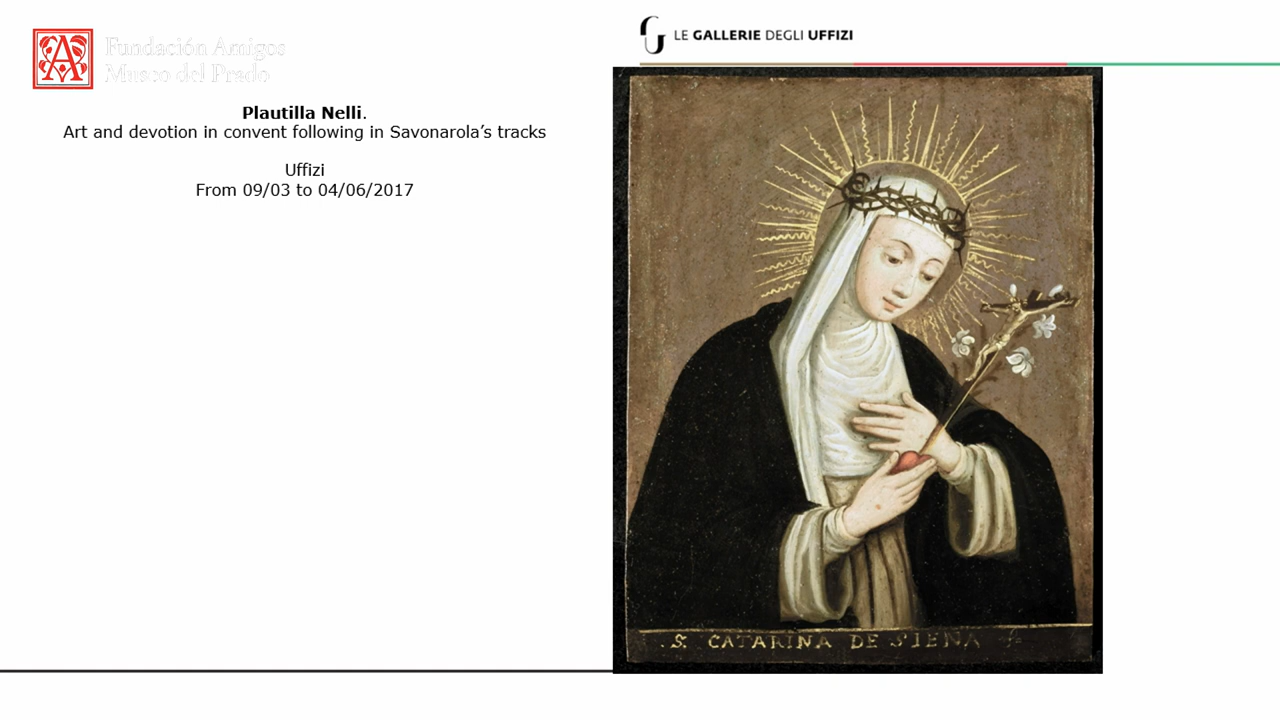 Fundación Amigos
Museo del Prado
LE GALLERIE DEGLI UFFIZI
Plautilla Nelli.
Art and devotion in convent following in Savonarola’s tracks
Uffizi
From 09/03 to 04/06/2017
S. CATARINA DE SIENA